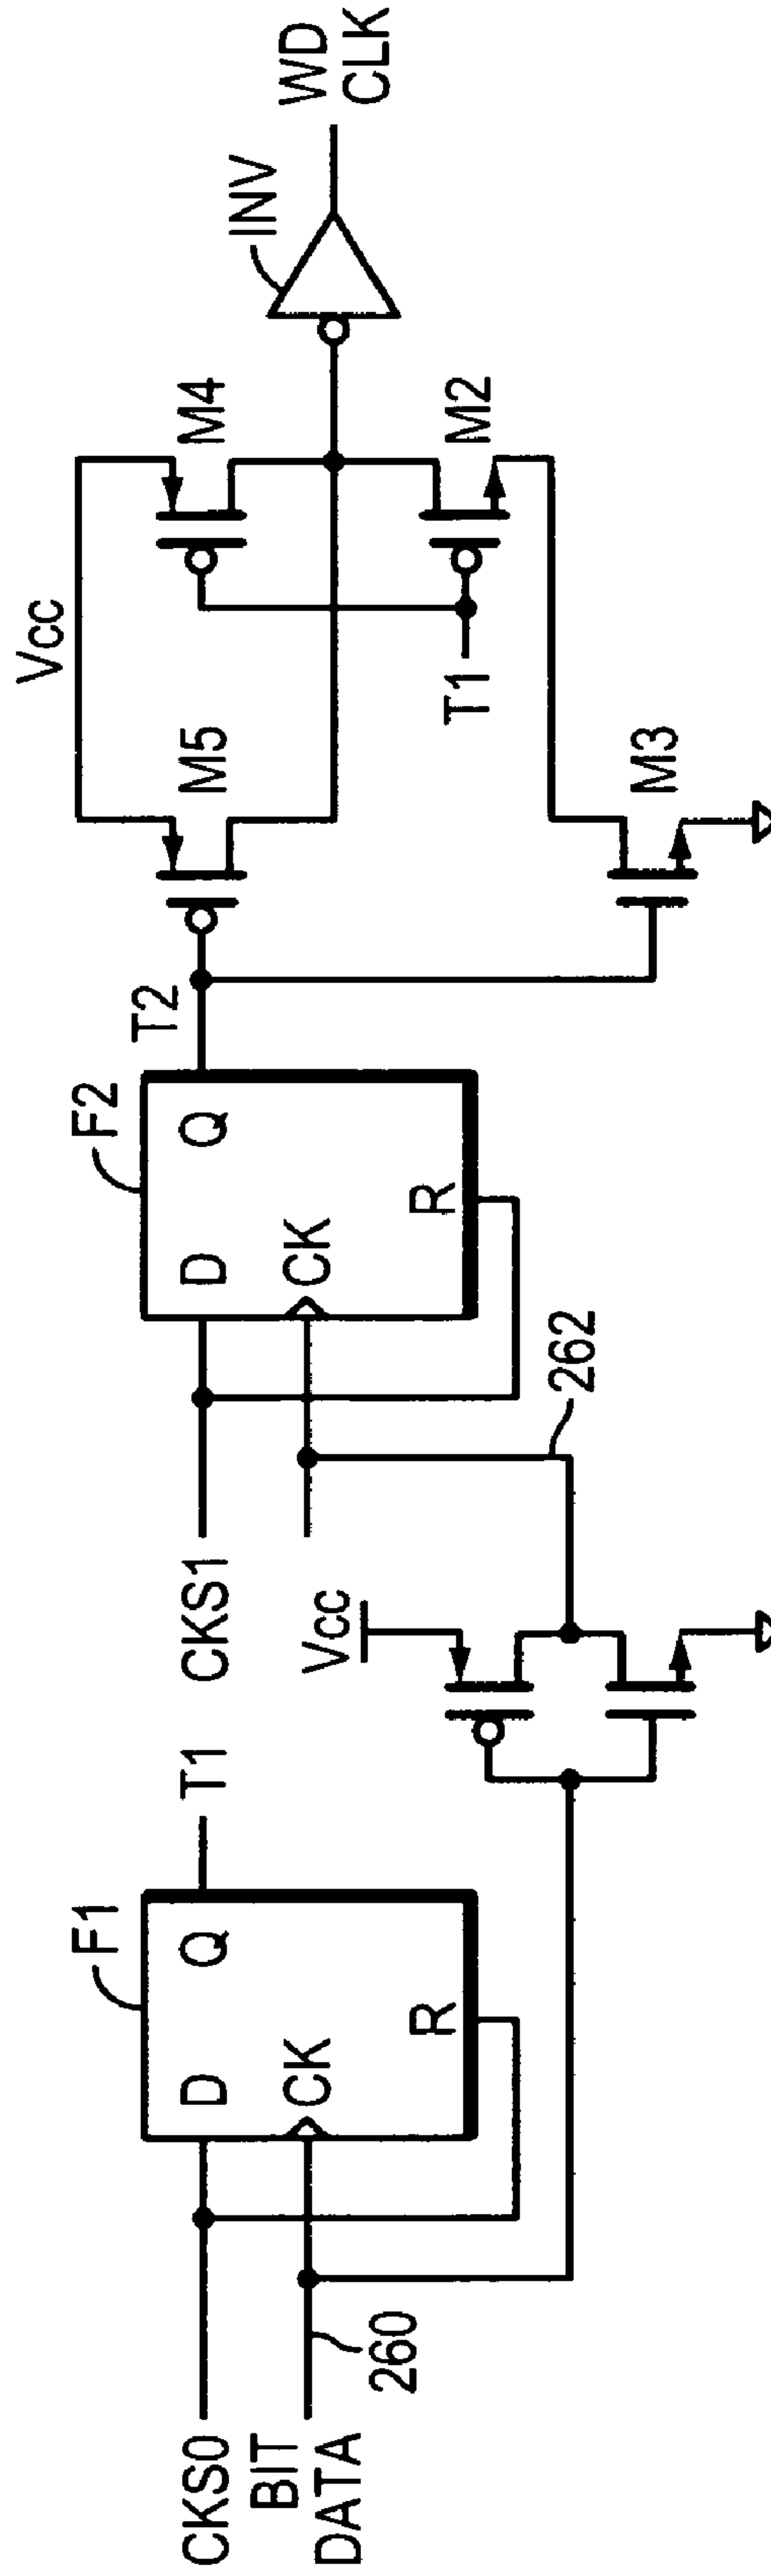 CKS0
BIT
DATA
260
F1
D
Q
CK
R
T1
CKS1
Vcc
262
F2
D
Q
CK
R
T2
M5
Vcc
M4
T1
M2
M3
INV
WD
CLK